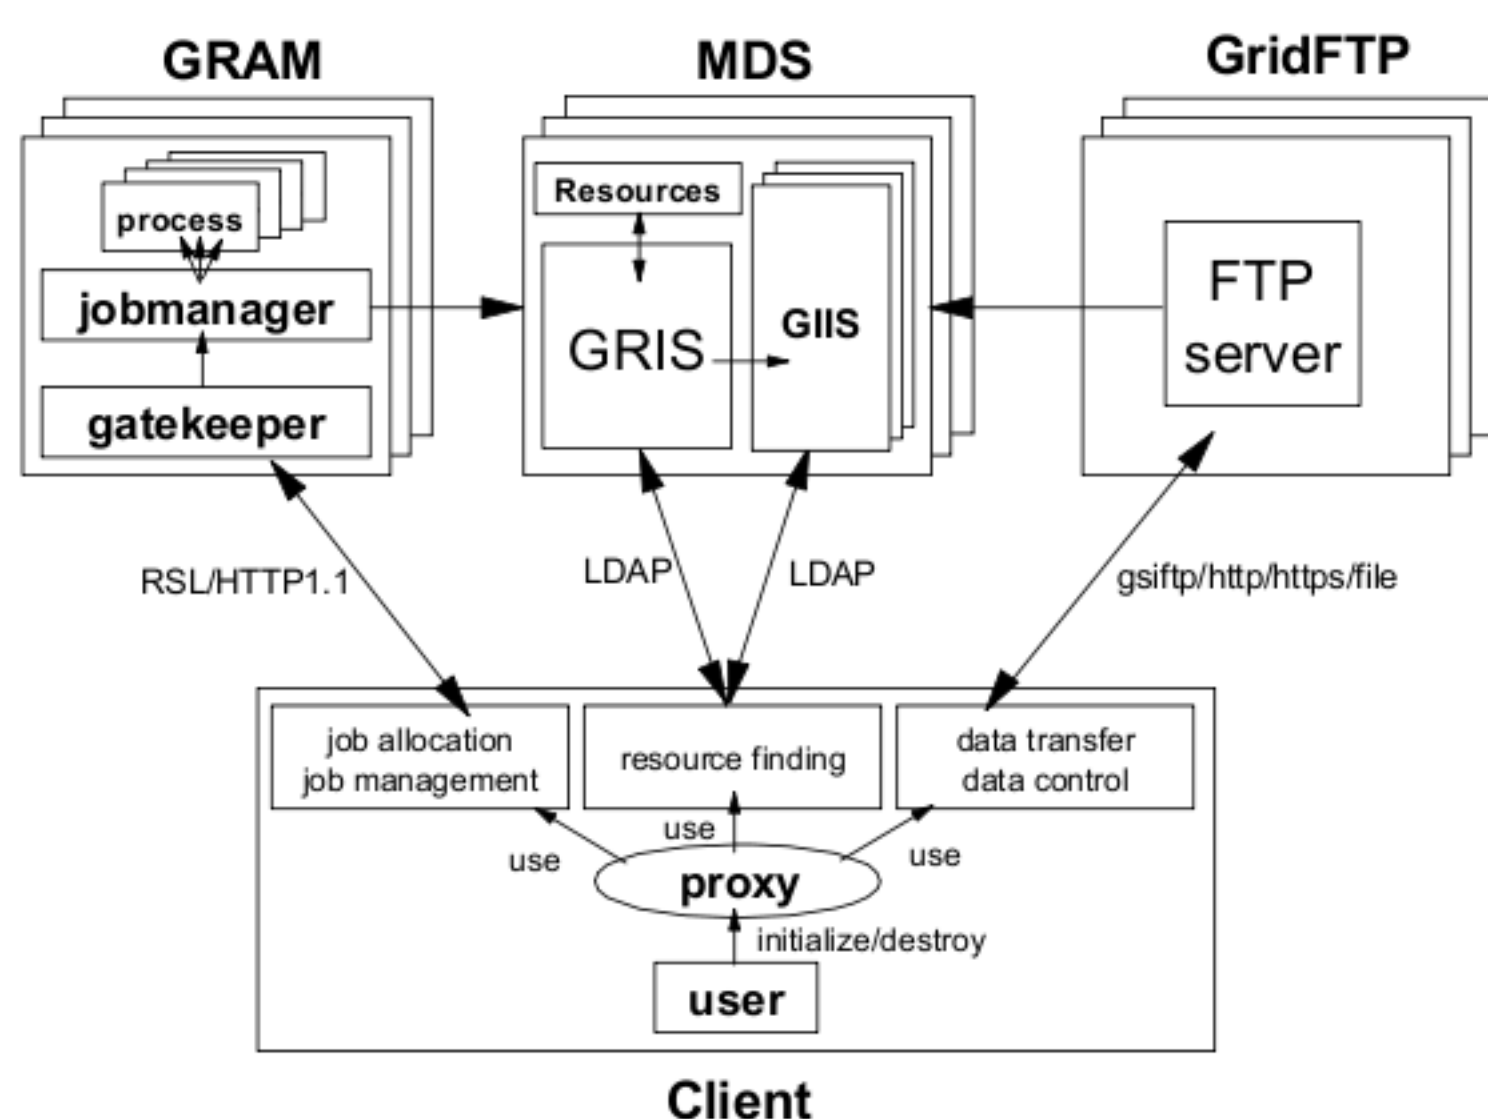 GRAM
MDS
GridFTP
process
jobmanager
gatekeeper
Resources
GRIS
GIIS
FTP
server
RSL/HTTP1.1
LDAP
LDAP
gsiftp/http/https/file
job allocation
job management
resource finding
data transfer
data control
use
use
use
proxy
initialize/destroy
user
Client